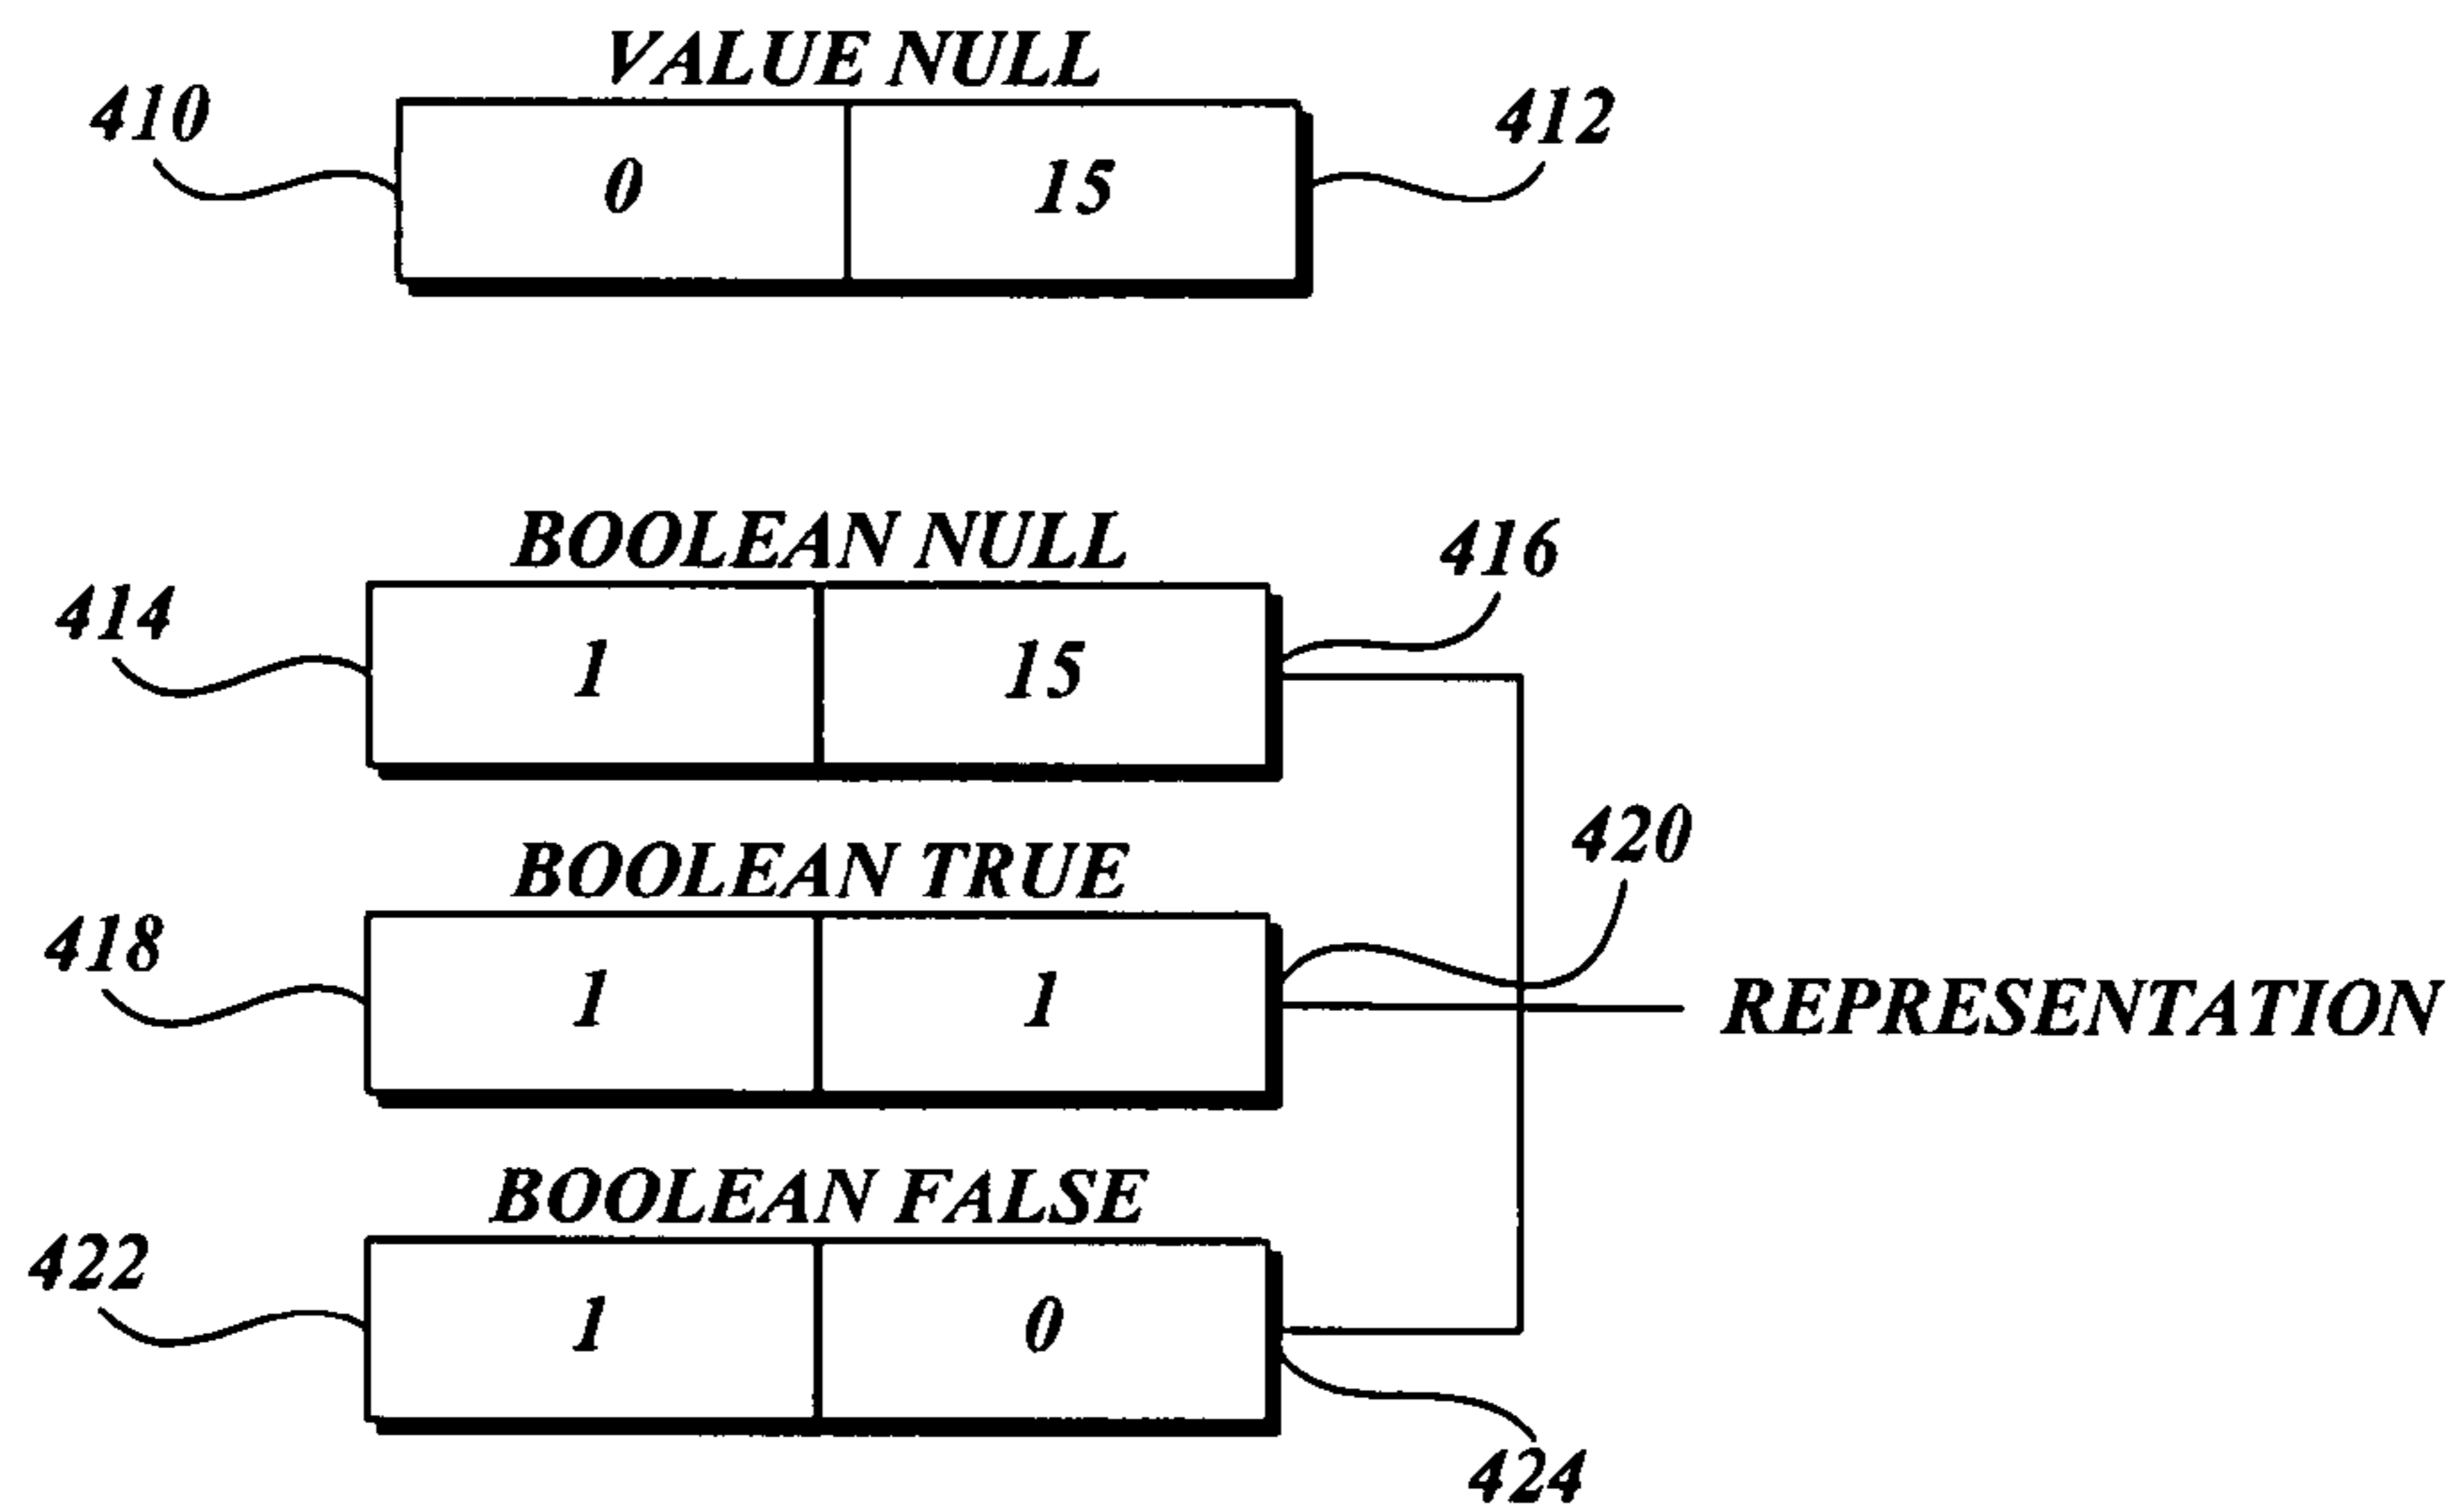 VALUE NULL
410
412
0 15
BOOLEAN NULL
416
414
1 15
420
BOOLEAN TRUE
418
1 1
REPRESENTATION
BOOLEAN FALSE
422
1 0
424